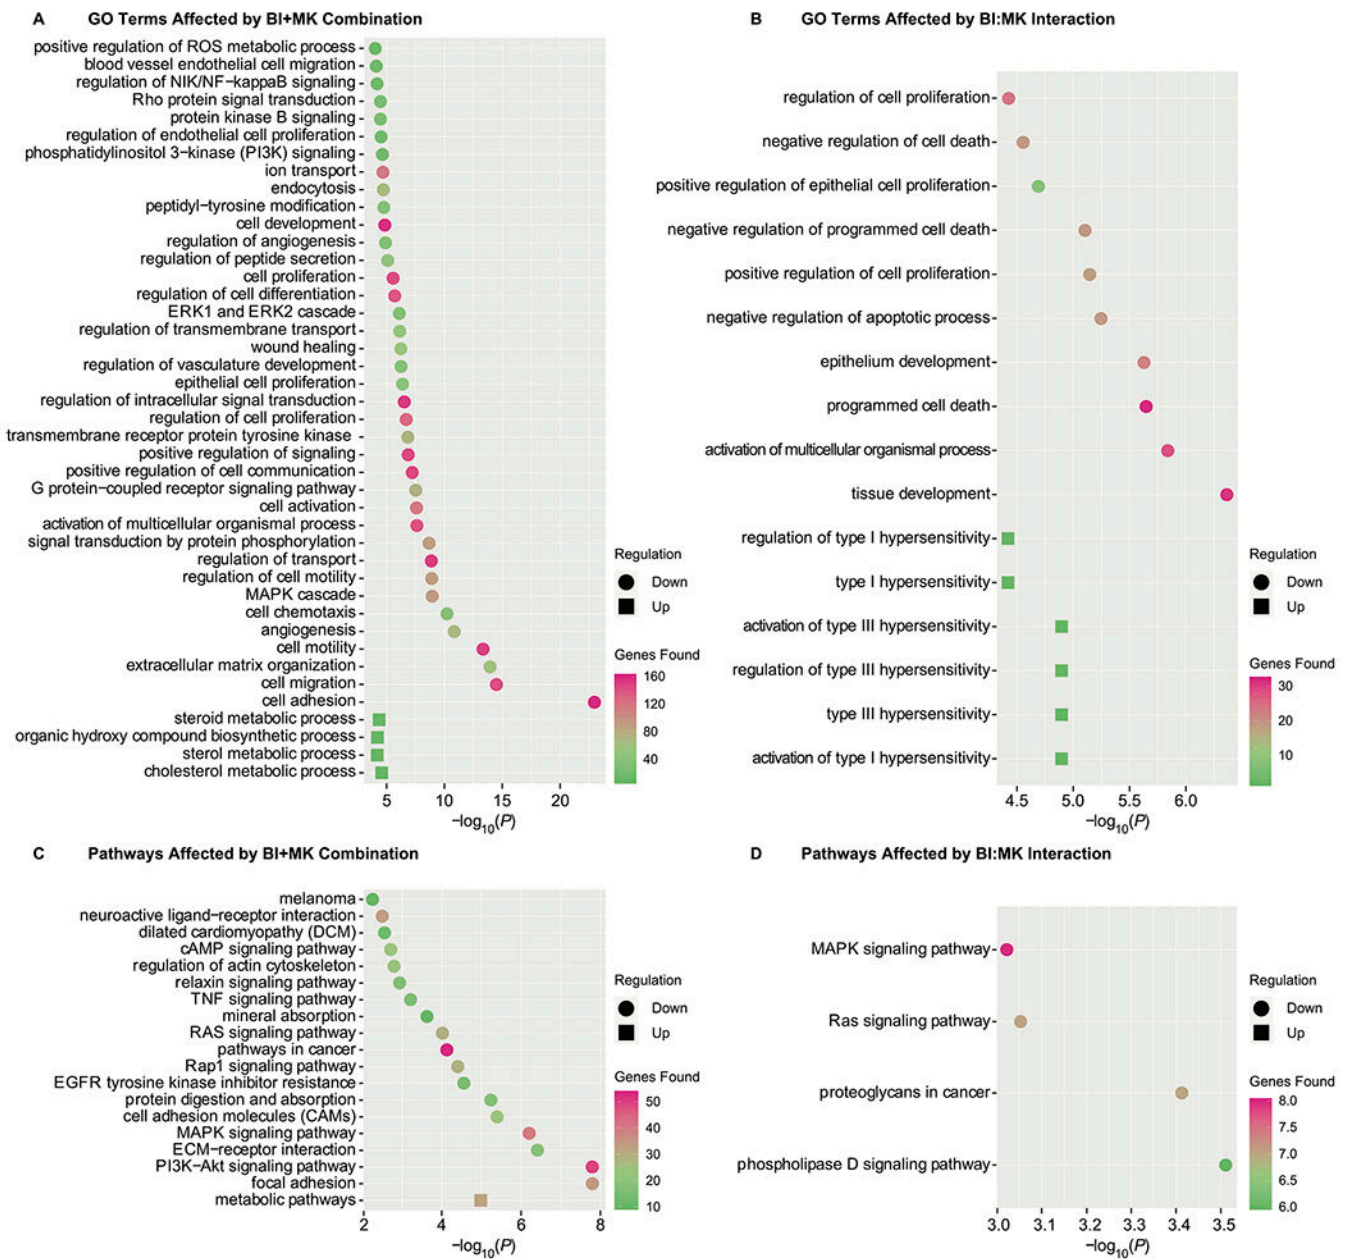 A GO Terms Affected by BI+MK Combination
positive regulation of ROS metabolic process
blood vessel endothelial cell migration
regulation of NIK/NF−kappaB signaling
Rho protein signal transduction
protein kinase B signaling
regulation of endothelial cell proliferation
phosphatidylinositol 3−kinase (PI3K) signaling
ion transport
endocytosis
peptidyl−tyrosine modification
cell development
regulation of angiogenesis
regulation of peptide secretion
cell proliferation
regulation of cell differentiation
ERK1 and ERK2 cascade
regulation of transmembrane transport
wound healing
regulation of vasculature development
epithelial cell proliferation
regulation of intracellular signal transduction
regulation of cell proliferation
transmembrane receptor protein tyrosine kinase
positive regulation of signaling
positive regulation of cell communication
G protein−coupled receptor signaling pathway
cell activation
activation of multicellular organismal process
signal transduction by protein phosphorylation
regulation of transport
regulation of cell motility
MAPK cascade
cell chemotaxis
angiogenesis
cell motility
extracellular matrix organization
cell migration
cell adhesion
steroid metabolic process
organic hydroxy compound biosynthetic process
sterol metabolic process
cholesterol metabolic process
5 10 15 20
−log10(P)
Regulation
Down
Up
Genes Found
160
120
80
40
B GO Terms Affected by BI:MK Interaction
regulation of cell proliferation
negative regulation of cell death
positive regulation of epithelial cell proliferation
negative regulation of programmed cell death
positive regulation of cell proliferation
negative regulation of apoptotic process
epithelium development
programmed cell death
activation of multicellular organismal process
tissue development
regulation of type I hypersensitivity
type I hypersensitivity
activation of type III hypersensitivity
regulation of type III hypersensitivity
type III hypersensitivity
activation of type I hypersensitivity
4.5 5.0 5.5 6.0
−log10(P)
Regulation
Down
Up
Genes Found
30
20
10
C Pathways Affected by BI+MK Combination
melanoma
neuroactive ligand−receptor interaction
dilated cardiomyopathy (DCM)
cAMP signaling pathway
regulation of actin cytoskeleton
relaxin signaling pathway
TNF signaling pathway
mineral absorption
RAS signaling pathway
pathways in cancer
Rap1 signaling pathway
EGFR tyrosine kinase inhibitor resistance
protein digestion and absorption
cell adhesion molecules (CAMs)
MAPK signaling pathway
ECM−receptor interaction
PI3K−Akt signaling pathway
focal adhesion
metabolic pathways
2 4 6 8
−log10(P)
Regulation
Down
Up
Genes Found
50
40
30
20
10
D Pathways Affected by BI:MK Interaction
MAPK signaling pathway
Ras signaling pathway
proteoglycans in cancer
phospholipase D signaling pathway
3.0 3.1 3.2 3.3 3.4 3.5
−log10(P)
Regulation
Down
Up
Genes Found
8.0
7.5
7.0
6.5
6.0